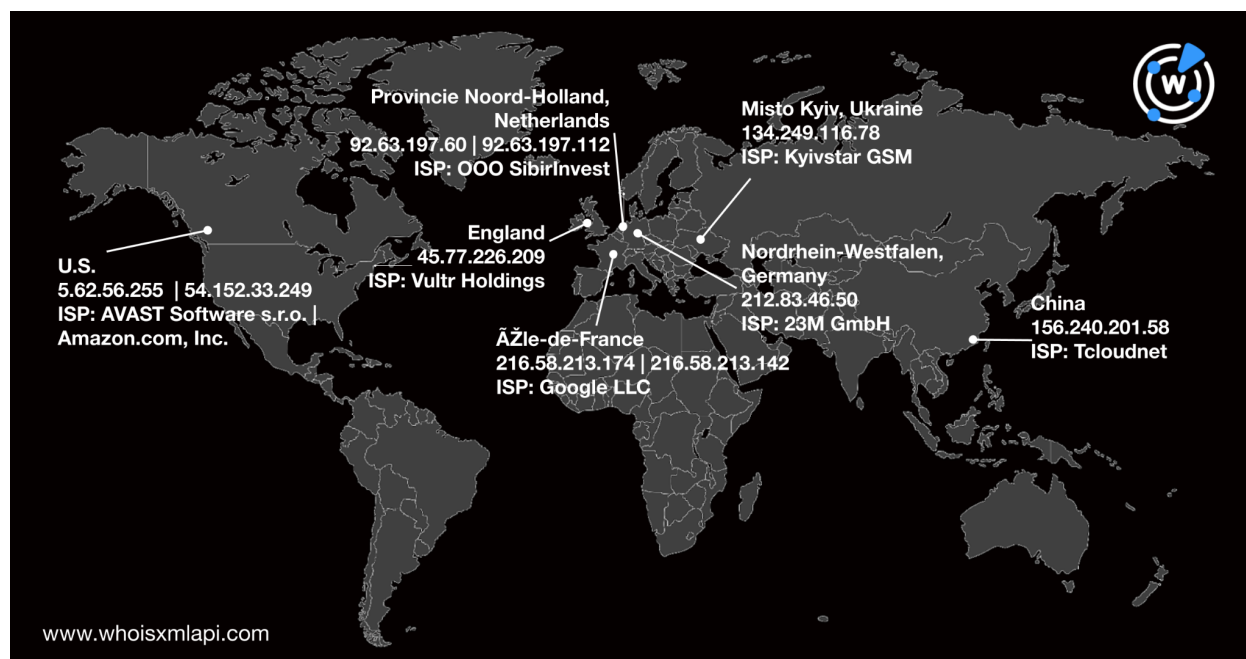 W
Provincie Noord-Holland,
Netherlands
92.63.197.60 | 92.63.197.112
ISP: OOO SibirInvest
Misto Kyiv, Ukraine
134.249.116.78
ISP: Kyivstar GSM
England
45.77.226.209
ISP: Vultr Holdings
U.S.
5.62.56.255 | 54.152.33.249
ISP: AVAST Software s.r.o. |
Amazon.com, Inc.
Nordrhein-Westfalen,
Germany
212.83.46.50
ISP: 23M GmbH
China
156.240.201.58
ISP: Tcloudnet
ÃŽle-de-France
216.58.213.174 | 216.58.213.142
ISP: Google LLC
www.whoisxmlapi.com